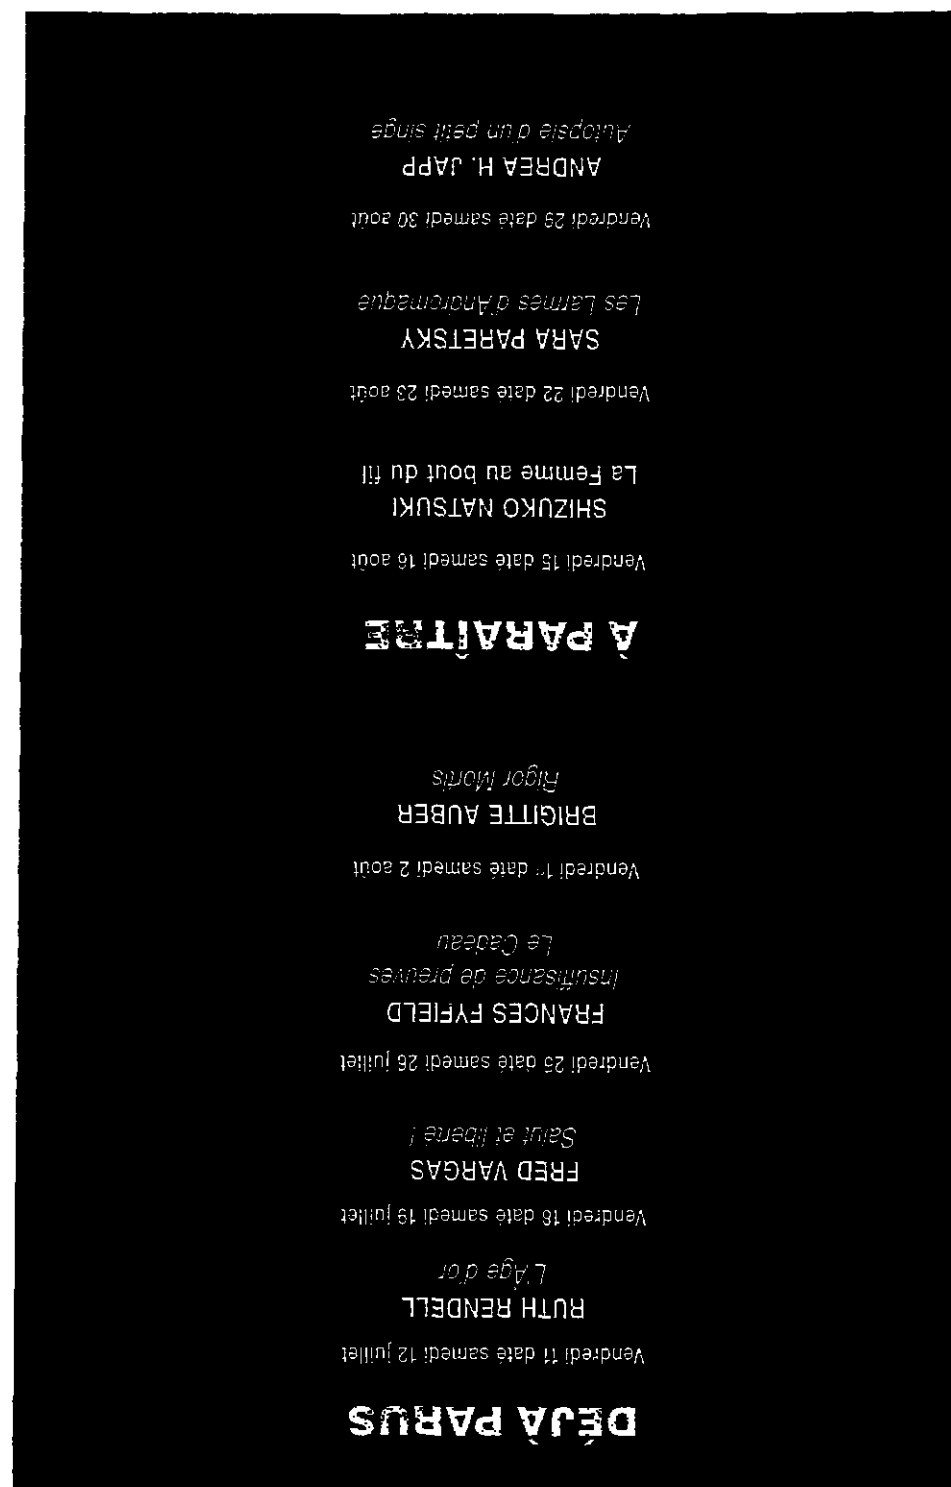 DÉJÀ PARUS
Vendredi 11 daté samedi 12 juillet
RUTH RENDELL
L'Âge d'or
Vendredi 18 daté samedi 19 juillet
FRED VARGAS
Salut et liberté !
Vendredi 25 daté samedi 26 juillet
FRANCES FYFIELD
Insuffisance de preuves
Le Cadeau
Vendredi 1er daté samedi 2 août
BRIGITTE AUBER
Rigor Mortis
À PARAÎTRE
Vendredi 15 daté samedi 16 août
SHIZUKO NATSUKI
La Femme au bout du fil
Vendredi 22 daté samedi 23 août
SARA PARETSKY
Les Larmes d'Andromaque
Vendredi 29 daté samedi 30 août
ANDREA H. JAPP
Autopsie d'un petit singe